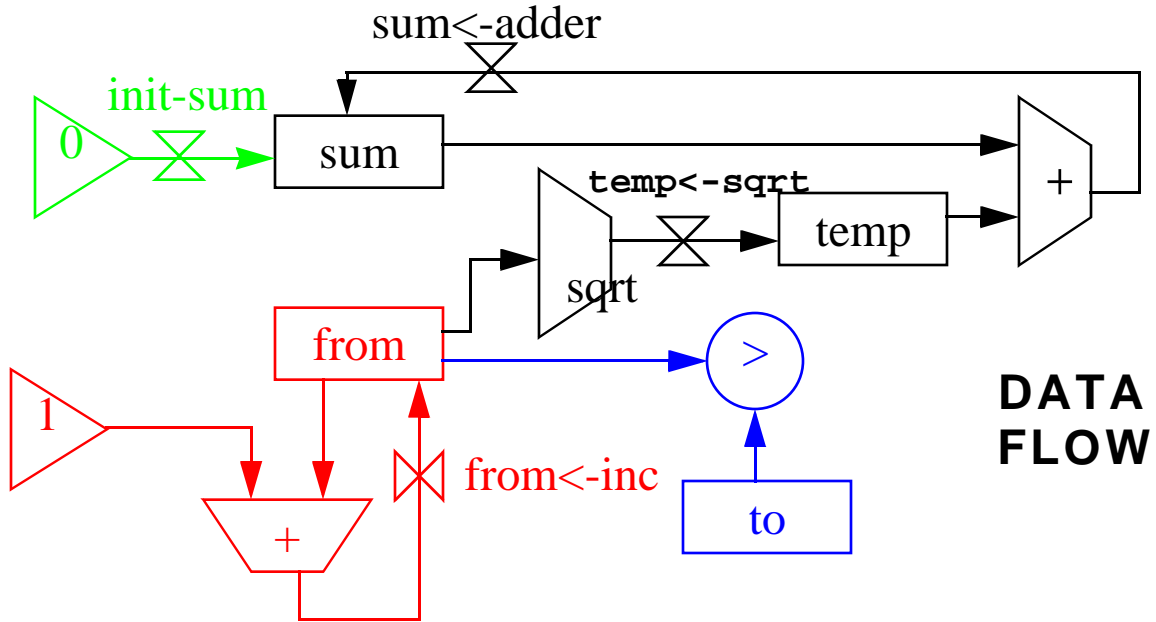 sum<-adder
init-sum
0
sum
temp<-sqrt
+
temp
sqrt
from
>
1
DATA
FLOW
from<-inc
to
+